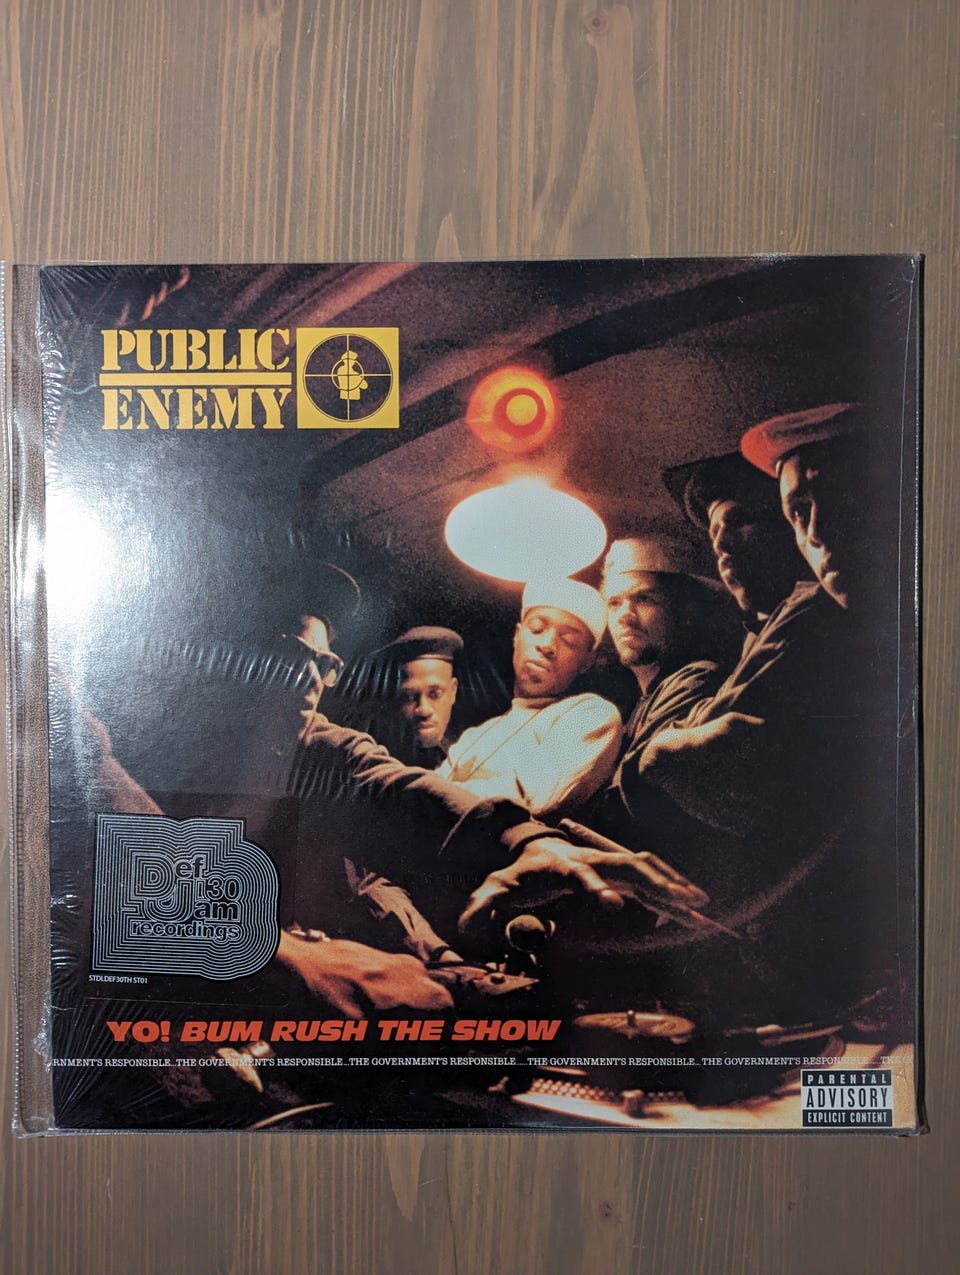 PUBLIC
ENEMY
Def
Jam 30
recordings
STDLDEF30TH ST01
YO! BUM RUSH THE SHOW
RNMENT'S RESPONSIBLE...THE GOVERNMENT'S RESPONSIBLE...THE GOVERNMENT'S RESPONSIBLE.....THE GOVERNMENT'S RESPONSIBLE...THE GOVERNMENT'S RESPONSIBLE.....THE G
PARENTAL
ADVISORY
EXPLICIT CONTENT